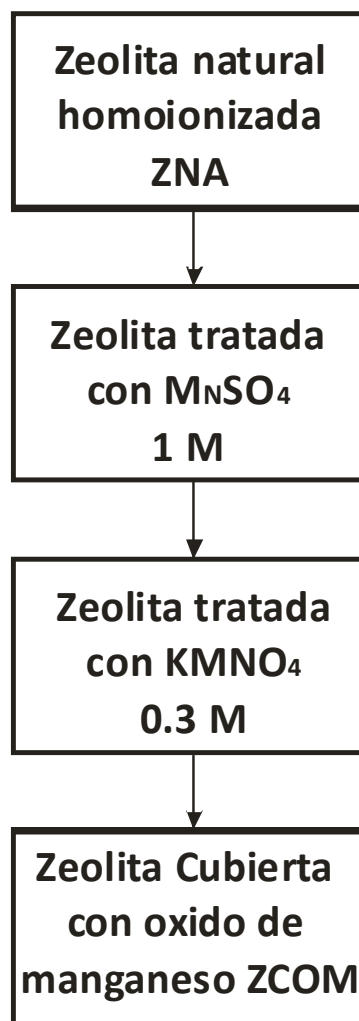 Zeolita natural
homoionizada
ZNA
Zeolita tratada
con MNSO4
1 M
Zeolita tratada
con KMNO4
0.3 M
Zeolita Cubierta
con oxido de
manganeso ZCOM